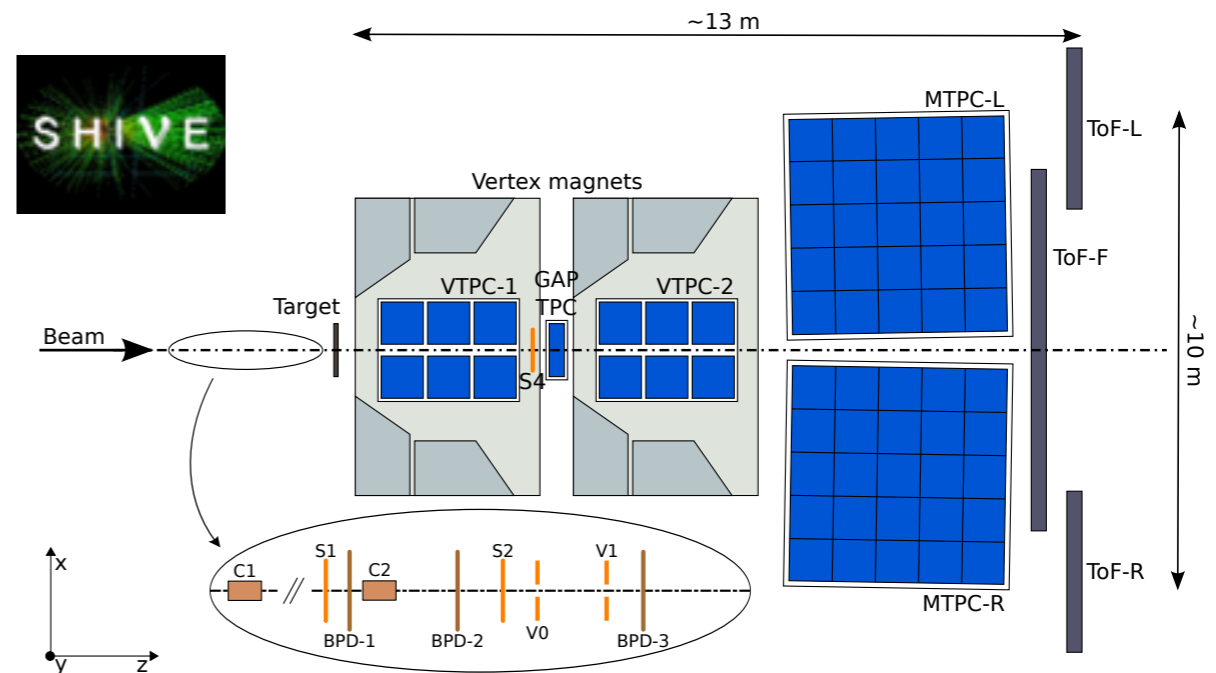 ~13 m
SHIVE
MTPC-L
ToF-L
Vertex magnets
ToF-F
GAP
TPC
VTPC-1
VTPC-2
Target
Beam
S4
~10 m
S1
S2
V1
C1
C2
BPD-1
BPD-2
V0
BPD-3
MTPC-R
ToF-R
x
y
z